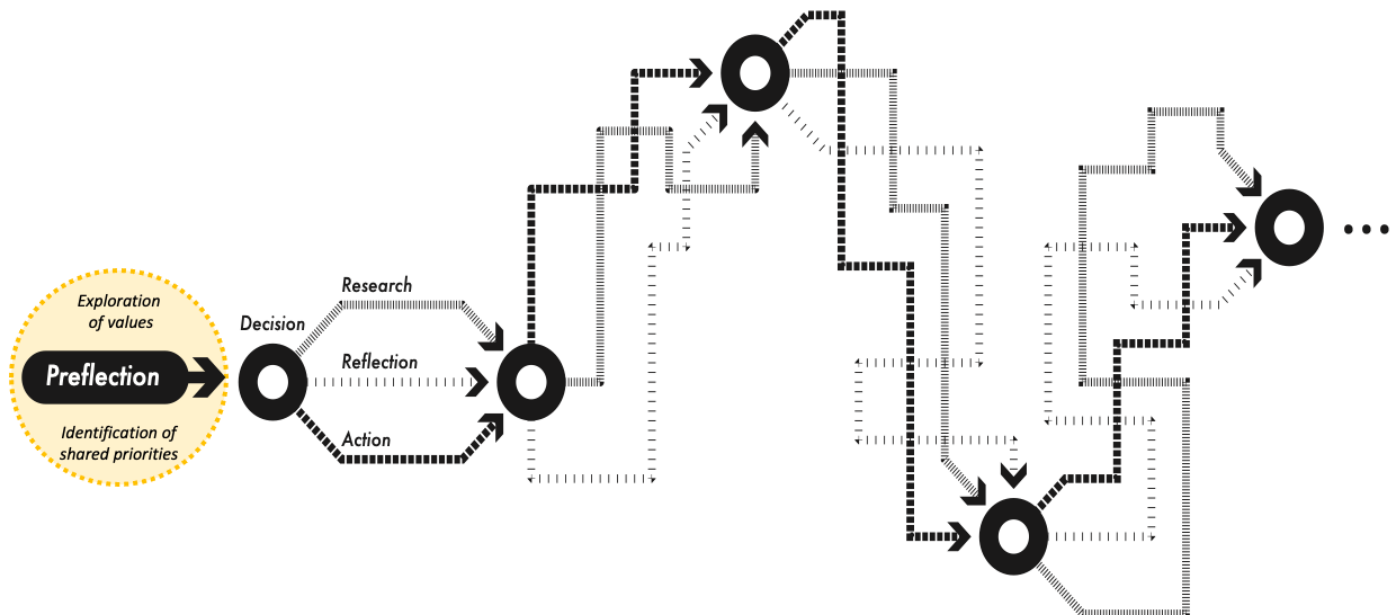 Exploration
of values
Preflection
Identification of
shared priorities
Decision
Research
Reflection
Action
...